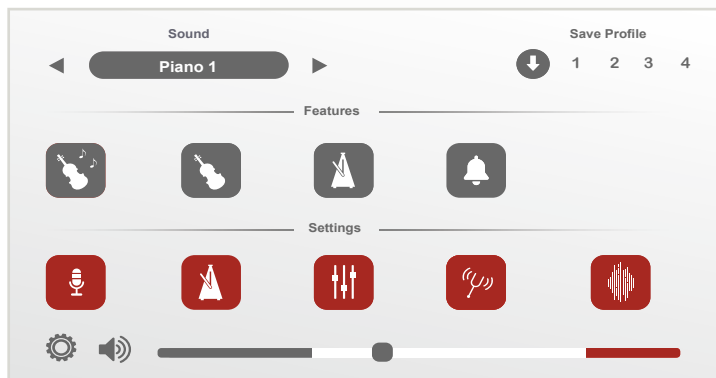 Sound
Save Profile
Piano 1
1 2 3 4
Features
Settings